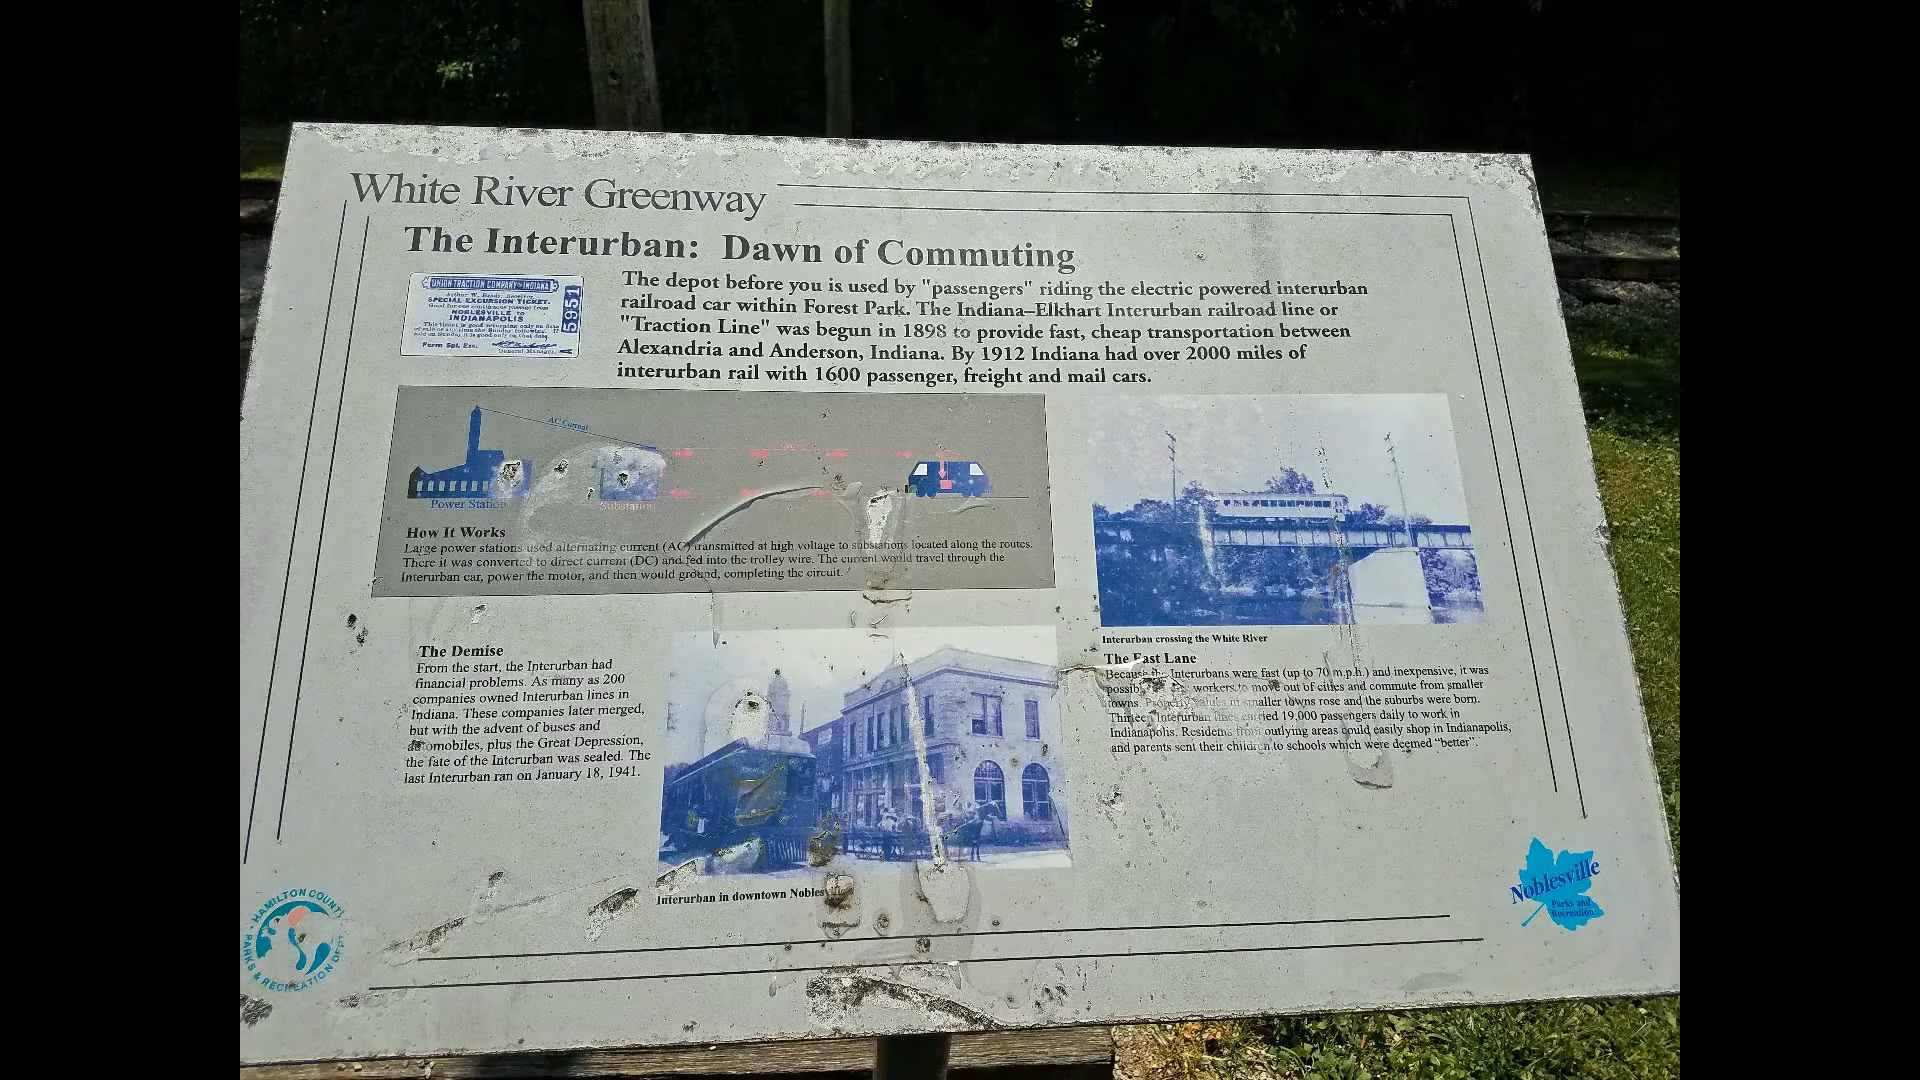 White River Greenway
The Interurban: Dawn of Commuting
UNION TRACTION COMPANY OF INDIANA
SPECIAL EXCURSION TICKET.
NOBLESVILLE to
INDIANAPOLIS
Form Spl. Exc.
General Manager.
5951
A
The depot before you is used by "passengers" riding the electric powered interurban
railroad car within Forest Park. The Indiana–Elkhart Interurban railroad line or
"Traction Line" was begun in 1898 to provide fast, cheap transportation between
Alexandria and Anderson, Indiana. By 1912 Indiana had over 2000 miles of
interurban rail with 1600 passenger, freight and mail cars.
AC Current
Power Station
Substation
How It Works
Large power stations used alternating current (AC) transmitted at high voltage to substations located along the routes.
There it was converted to direct current (DC) and fed into the trolley wire. The current would travel through the
Interurban car, power the motor, and then would ground, completing the circuit.
The Demise
From the start, the Interurban had
financial problems. As many as 200
companies owned Interurban lines in
Indiana. These companies later merged,
but with the advent of buses and
automobiles, plus the Great Depression,
the fate of the Interurban was sealed. The
last Interurban ran on January 18, 1941.
Interurban in downtown Nobles
Interurban crossing the White River
The Fast Lane
Because the Interurbans were fast (up to 70 m.p.h.) and inexpensive, it was
workers to move out of cities and commute from smaller
towns. Property values in smaller towns rose and the suburbs were born.
Thirteen Interurban lines carried 19,000 passengers daily to work in
Indianapolis. Residents from outlying areas could easily shop in Indianapolis,
and parents sent their children to schools which were deemed “better”.
HAMILTON COUNTY
PARKS & RECREATION DEPT.
Noblesville
Parks and
Recreation